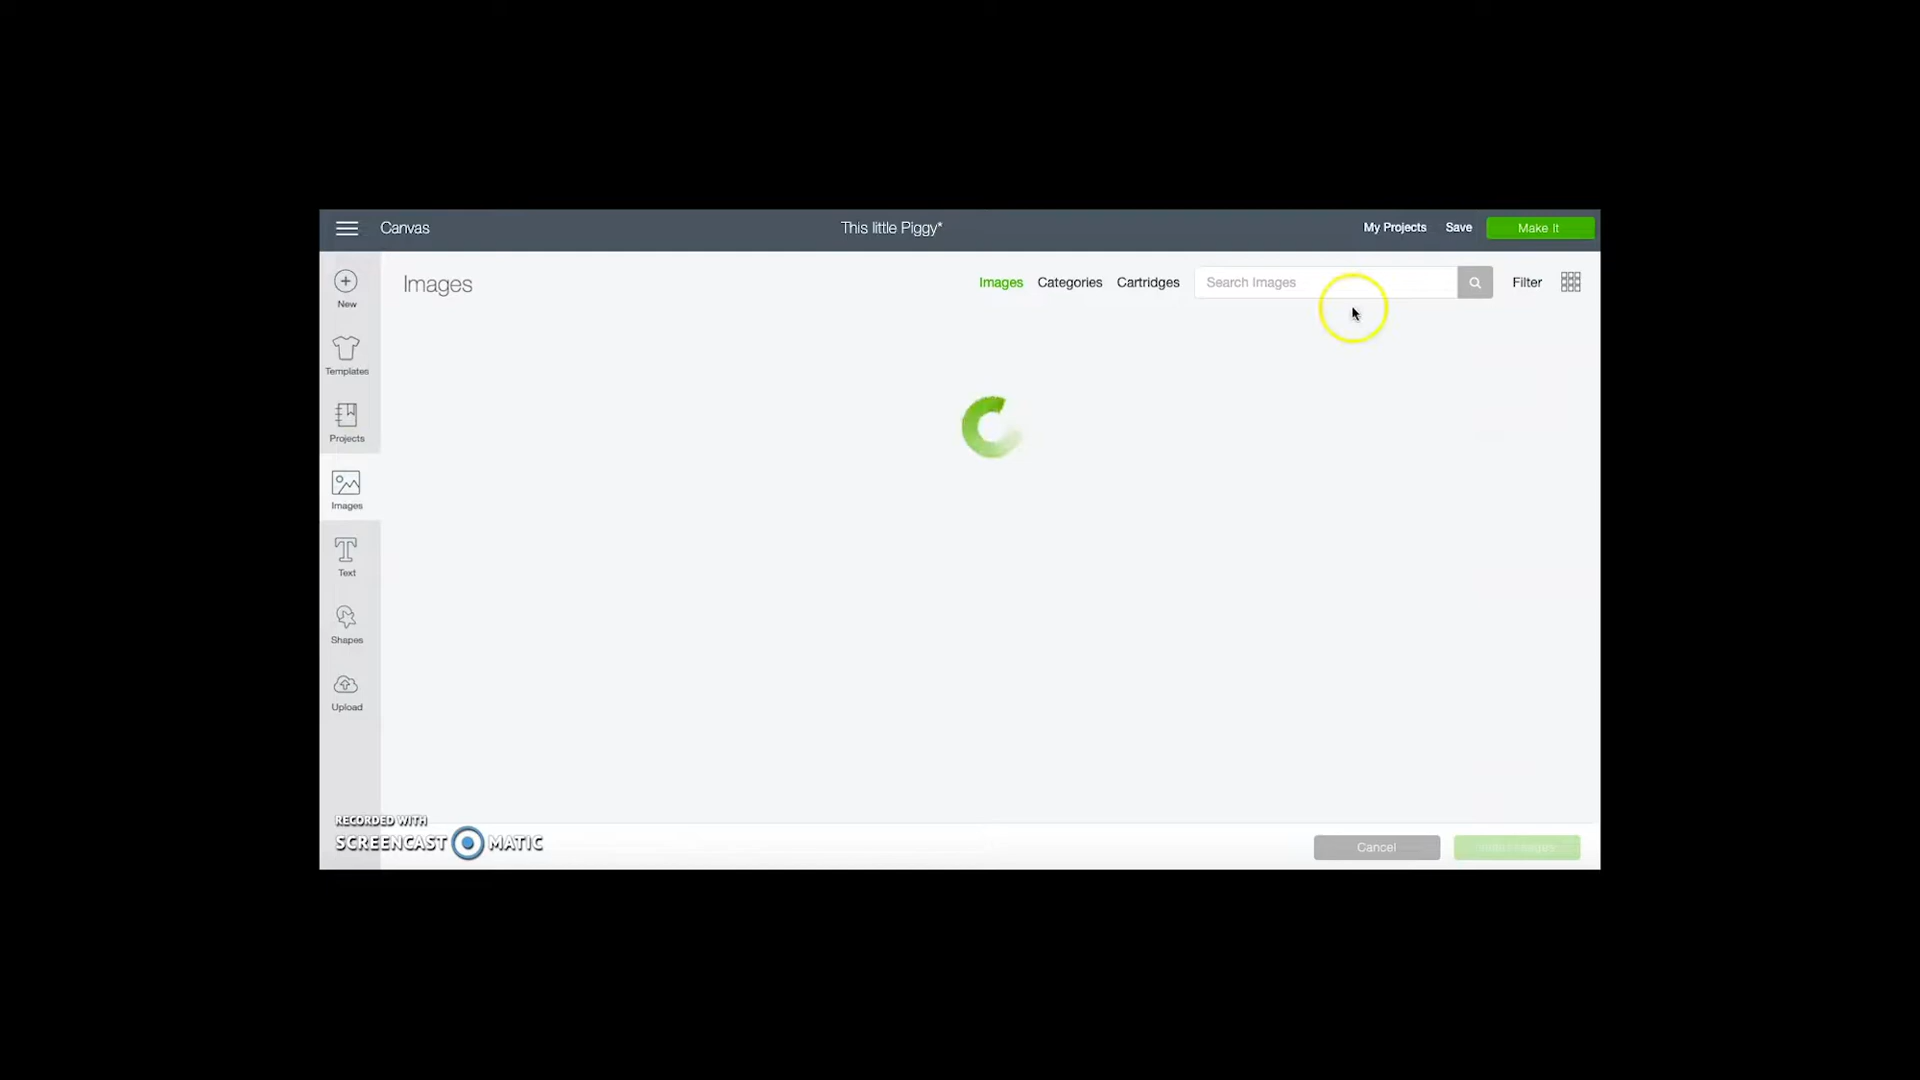 Canvas
This little Piggy*
My Projects
Save
Make It
New
Templates
Projects
Images
Text
Shapes
Upload
Images
Images
Categories
Cartridges
Search Images
Filter
RECORDED WITH
SCREENCAST MATIC
Cancel